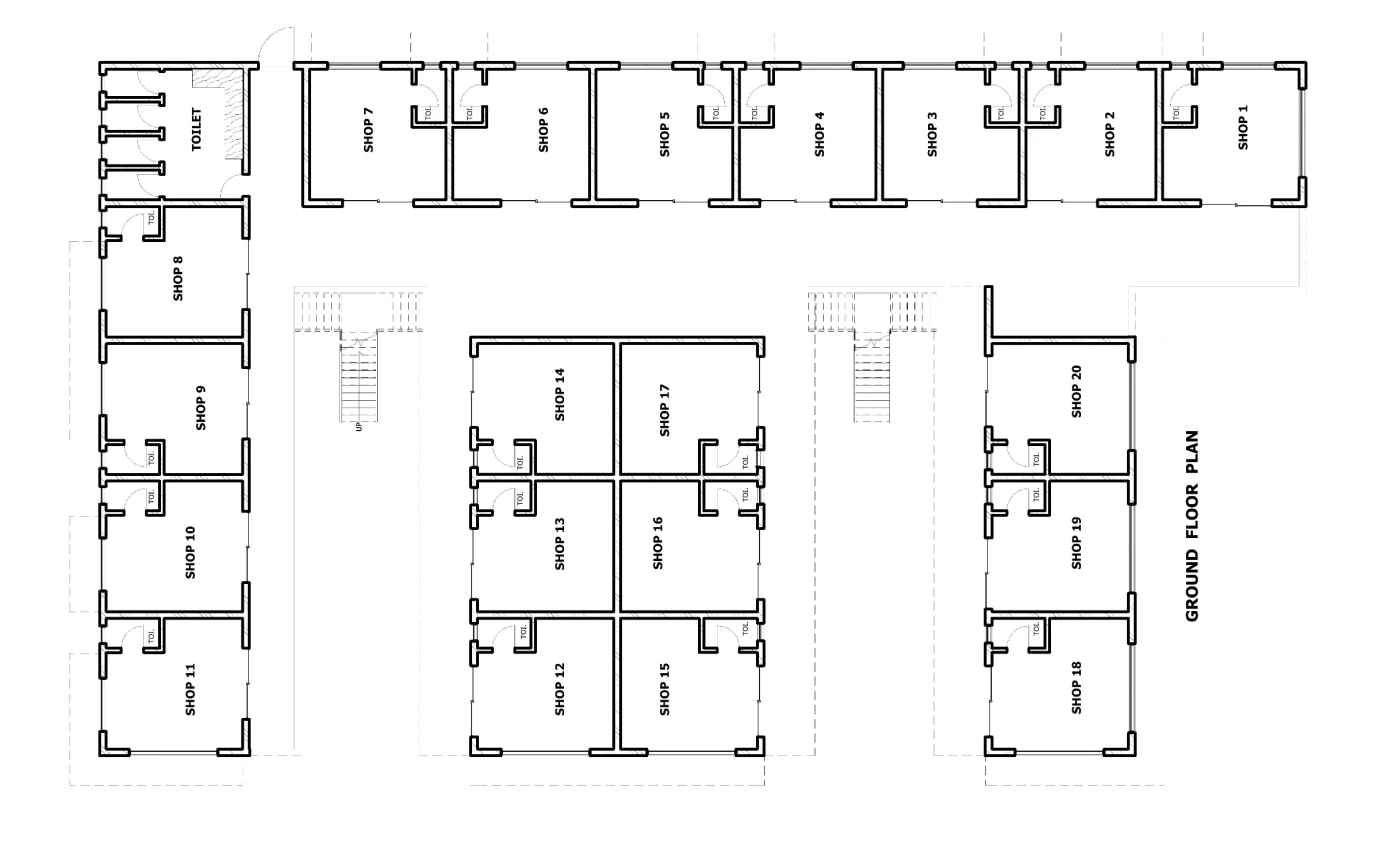 TOILET
SHOP 7
TOI.
TOI.
SHOP 6
SHOP 5
TOI.
TOI.
SHOP 4
SHOP 3
TOI.
TOI.
SHOP 2
TOI.
SHOP 1
TOI.
SHOP 8
SHOP 9
TOI.
TOI.
SHOP 10
TOI.
SHOP 11
UP
SHOP 14
SHOP 17
TOI.
TOI.
TOI.
TOI.
SHOP 13
SHOP 16
TOI.
TOI.
SHOP 12
SHOP 15
SHOP 20
TOI.
TOI.
SHOP 19
TOI.
SHOP 18
GROUND FLOOR PLAN